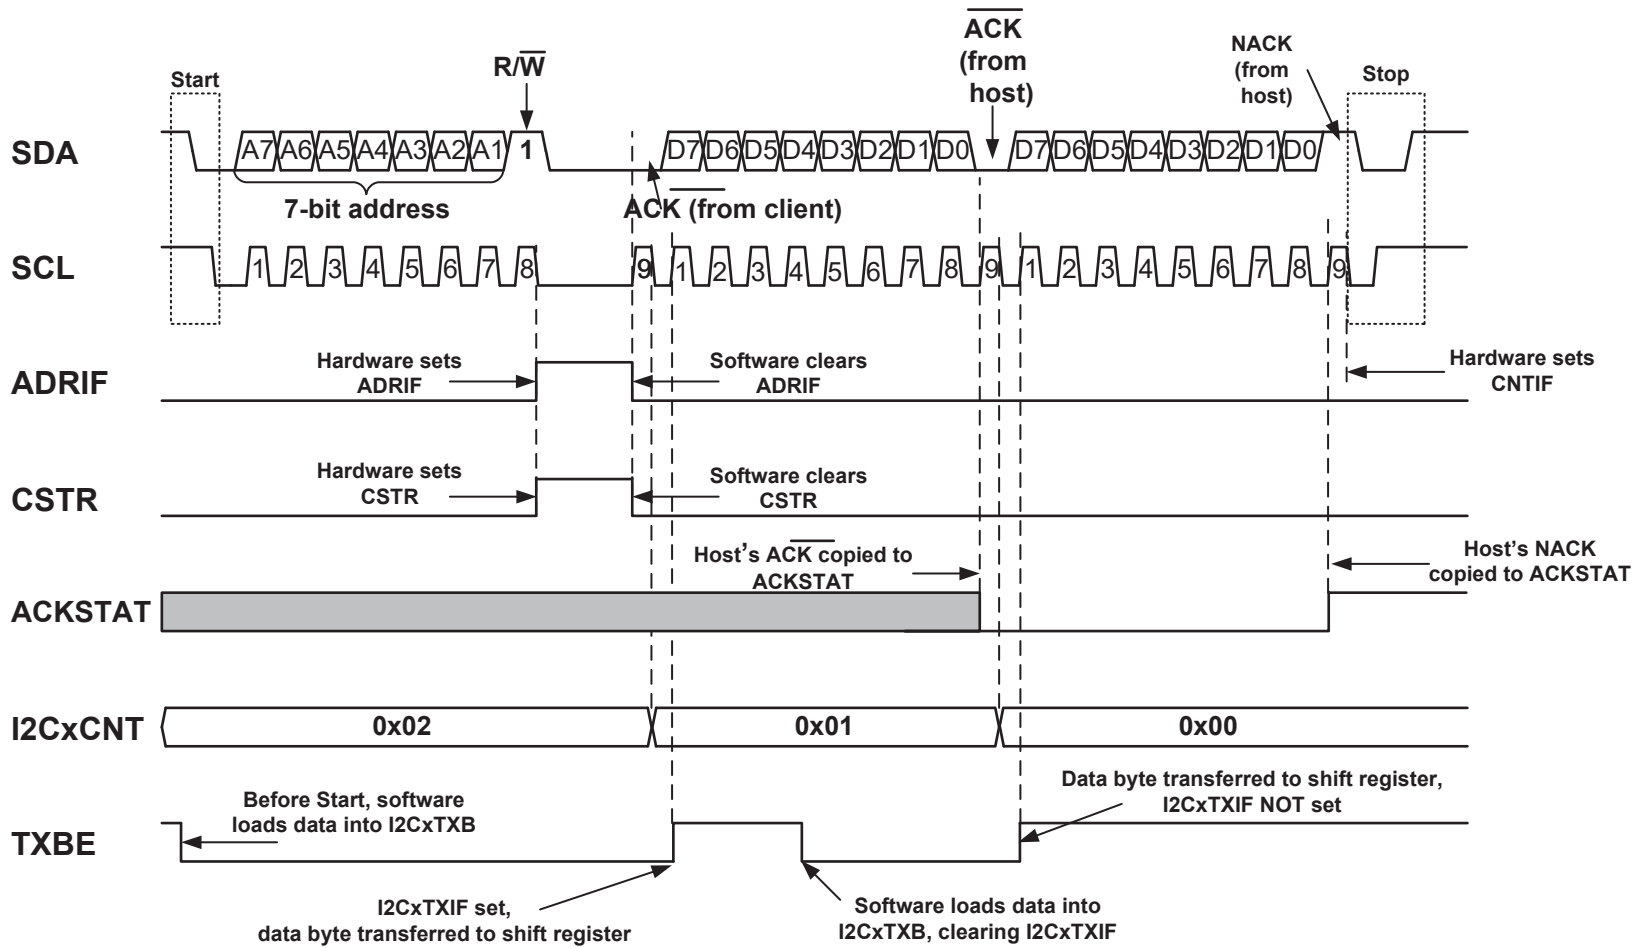 Start
R/W
ACK
(from
host)
NACK
(from
host)
Stop
SDA
A7 A6 A5 A4 A3 A2 A1 1 D7 D6 D5 D4 D3 D2 D1 D0 D7 D6 D5 D4 D3 D2 D1 D0
7-bit address
ACK (from client)
SCL
1 2 3 4 5 6 7 8 9 1 2 3 4 5 6 7 8 9 1 2 3 4 5 6 7 8 9
ADRIF
Hardware sets
ADRIF
Software clears
ADRIF
Hardware sets
CNTIF
CSTR
Hardware sets
CSTR
Software clears
CSTR
Host's ACK copied to
ACKSTAT
Host's NACK
copied to ACKSTAT
ACKSTAT
I2CxCNT
0x02 0x01 0x00
TXBE
Before Start, software
loads data into I2CxTXB
Data byte transferred to shift register,
I2CxTXIF NOT set
I2CxTXIF set,
data byte transferred to shift register
Software loads data into
I2CxTXB, clearing I2CxTXIF